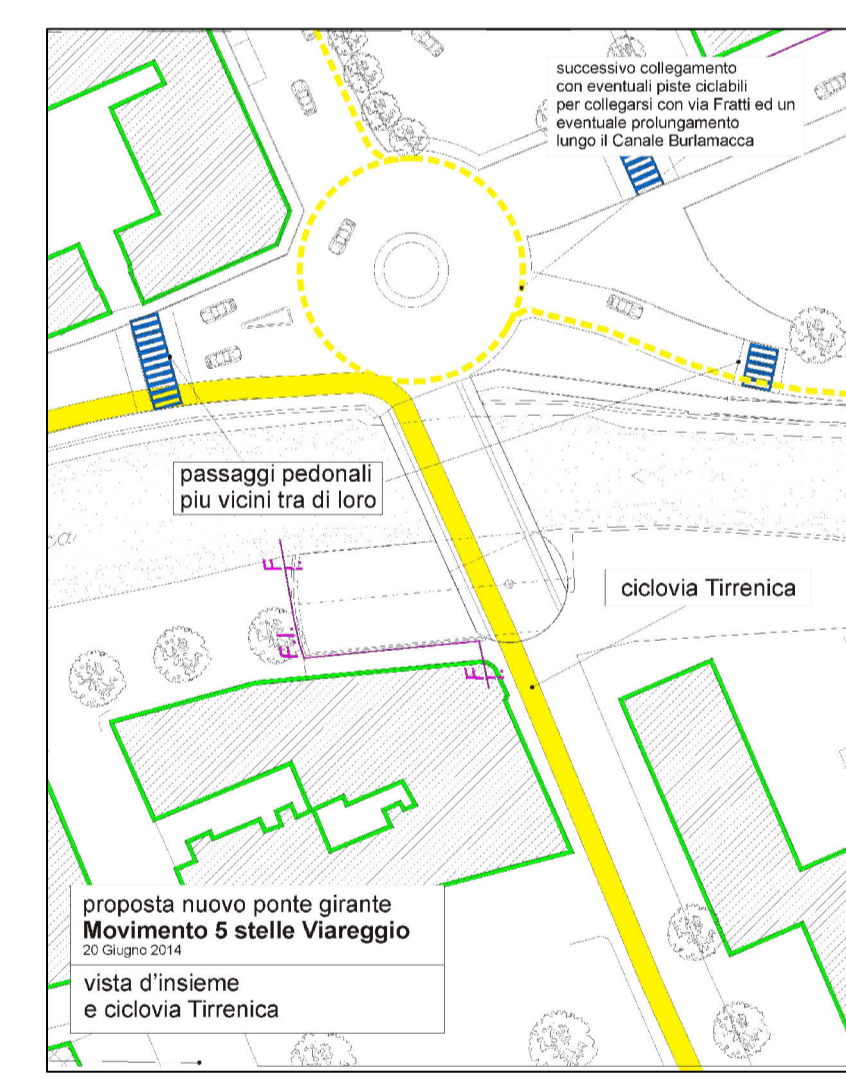 successivo collegamento
con eventuali piste ciclabili
per collegarsi con via Fratti ed un
eventuale prolungamento
lungo il Canale Burlamacca
passaggi pedonali
piu vicini tra di loro
ca
F.I.
F.I.
F.I.
ciclovia Tirrenica
proposta nuovo ponte girante
Movimento 5 stelle Viareggio
20 Giugno 2014
vista d'insieme
e ciclovia Tirrenica